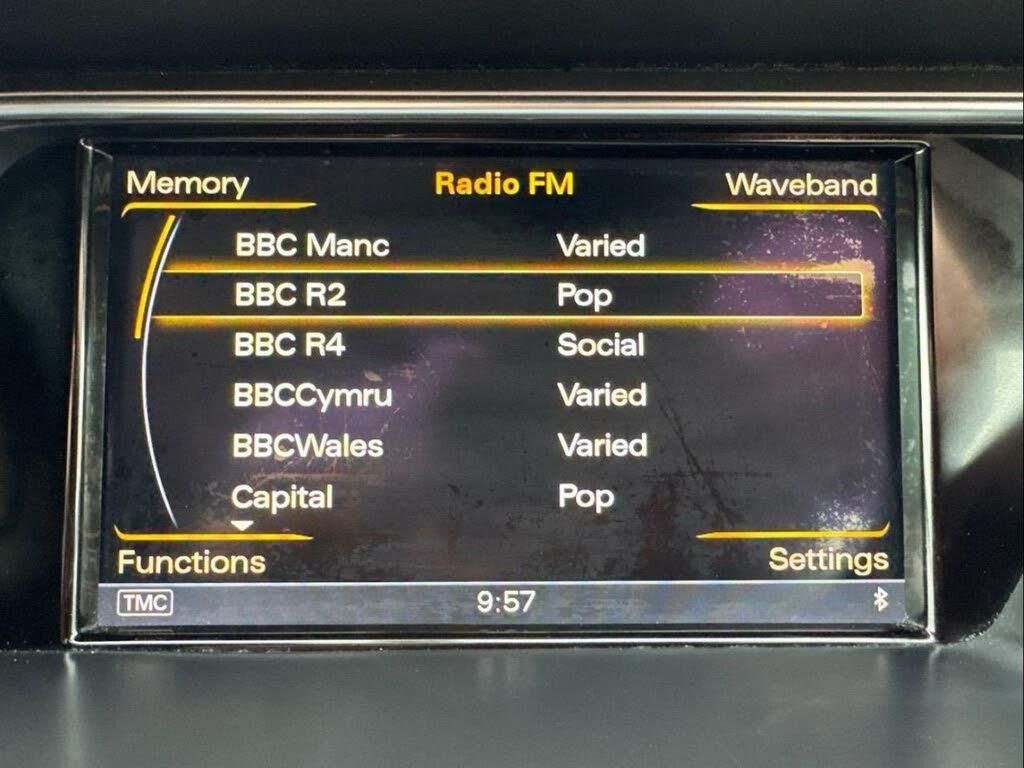 Memory Radio FM Waveband
BBC Manc Varied
BBC R2 Pop
BBC R4 Social
BBCCymru Varied
BBCWales Varied
Capital Pop
Functions Settings
TMC 9:57